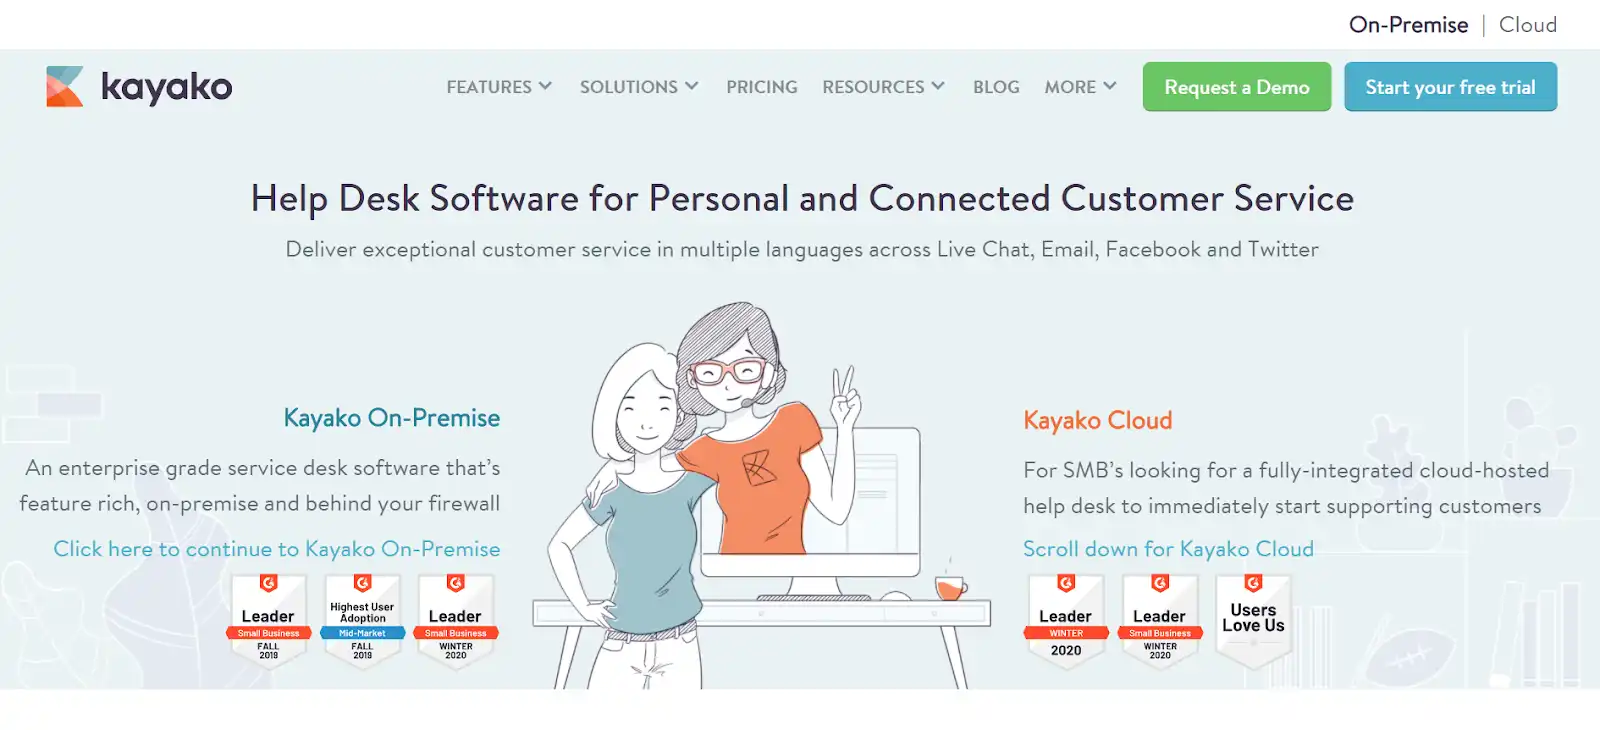 On-Premise | Cloud
kayako
FEATURES SOLUTIONS PRICING RESOURCES BLOG MORE Request a Demo Start your free trial
Help Desk Software for Personal and Connected Customer Service
Deliver exceptional customer service in multiple languages across Live Chat, Email, Facebook and Twitter
Kayako On-Premise
An enterprise grade service desk software that's
feature rich, on-premise and behind your firewall
Click here to continue to Kayako On-Premise
Leader
Small Business
FALL
2019
Highest User
Adoption
Mid-Market
FALL
2019
Leader
Small Business
WINTER
2020
Kayako Cloud
For SMB's looking for a fully-integrated cloud-hosted
help desk to immediately start supporting customers
Scroll down for Kayako Cloud
Leader
WINTER
2020
Leader
Small Business
WINTER
2020
Users
Love Us